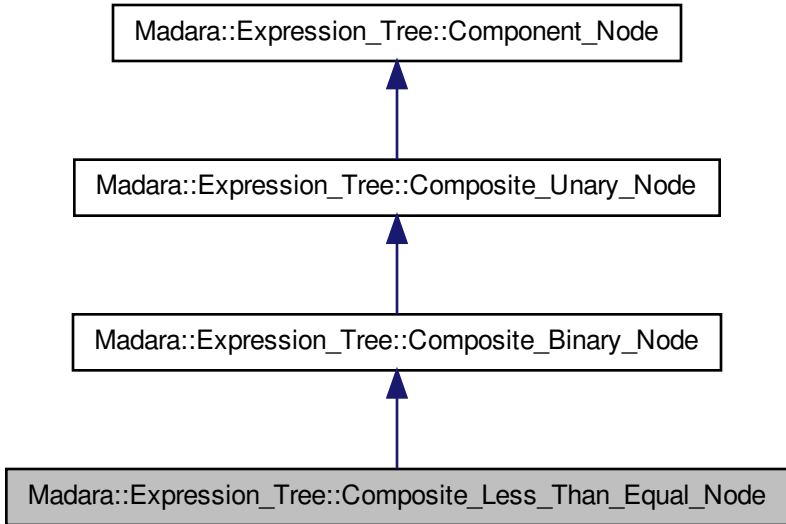 Madara::Expression_Tree::Component_Node
Madara::Expression_Tree::Composite_Unary_Node
Madara::Expression_Tree::Composite_Binary_Node
Madara::Expression_Tree::Composite_Less_Than_Equal_Node